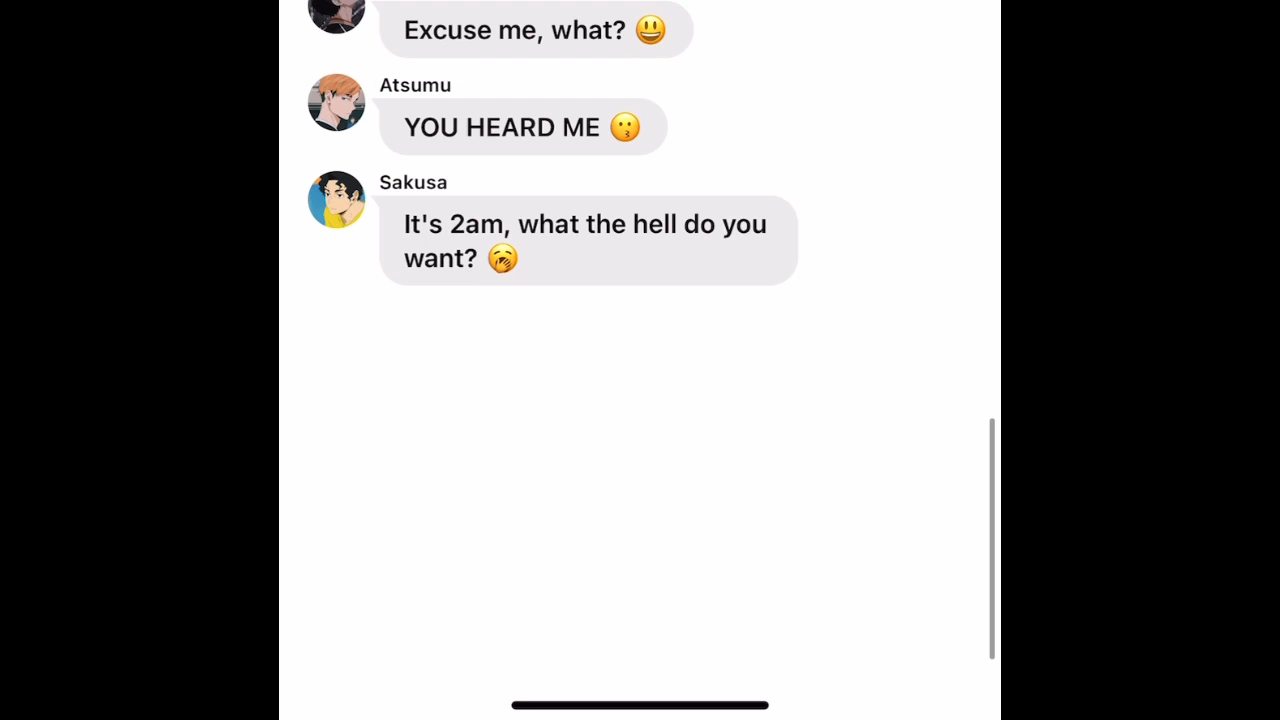 Excuse me, what? 😃
Atsumu
YOU HEARD ME 😗
Sakusa
It's 2am, what the hell do you
want? 🥱